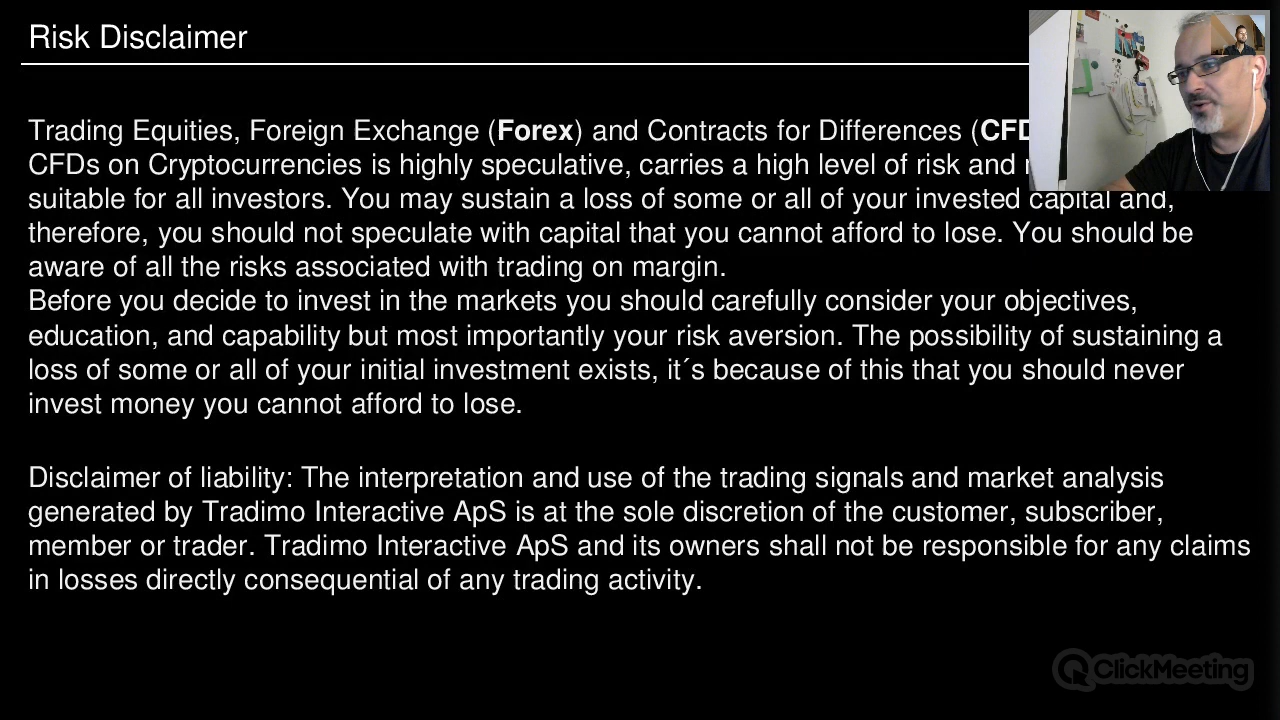 Risk Disclaimer
Trading Equities, Foreign Exchange (Forex) and Contracts for Differences (CFD
CFDs on Cryptocurrencies is highly speculative, carries a high level of risk and
suitable for all investors. You may sustain a loss of some or all of your invested capital and,
therefore, you should not speculate with capital that you cannot afford to lose. You should be
aware of all the risks associated with trading on margin.
Before you decide to invest in the markets you should carefully consider your objectives,
education, and capability but most importantly your risk aversion. The possibility of sustaining a
loss of some or all of your initial investment exists, it´s because of this that you should never
invest money you cannot afford to lose.
Disclaimer of liability: The interpretation and use of the trading signals and market analysis
generated by Tradimo Interactive ApS is at the sole discretion of the customer, subscriber,
member or trader. Tradimo Interactive ApS and its owners shall not be responsible for any claims
in losses directly consequential of any trading activity.
ClickMeeting